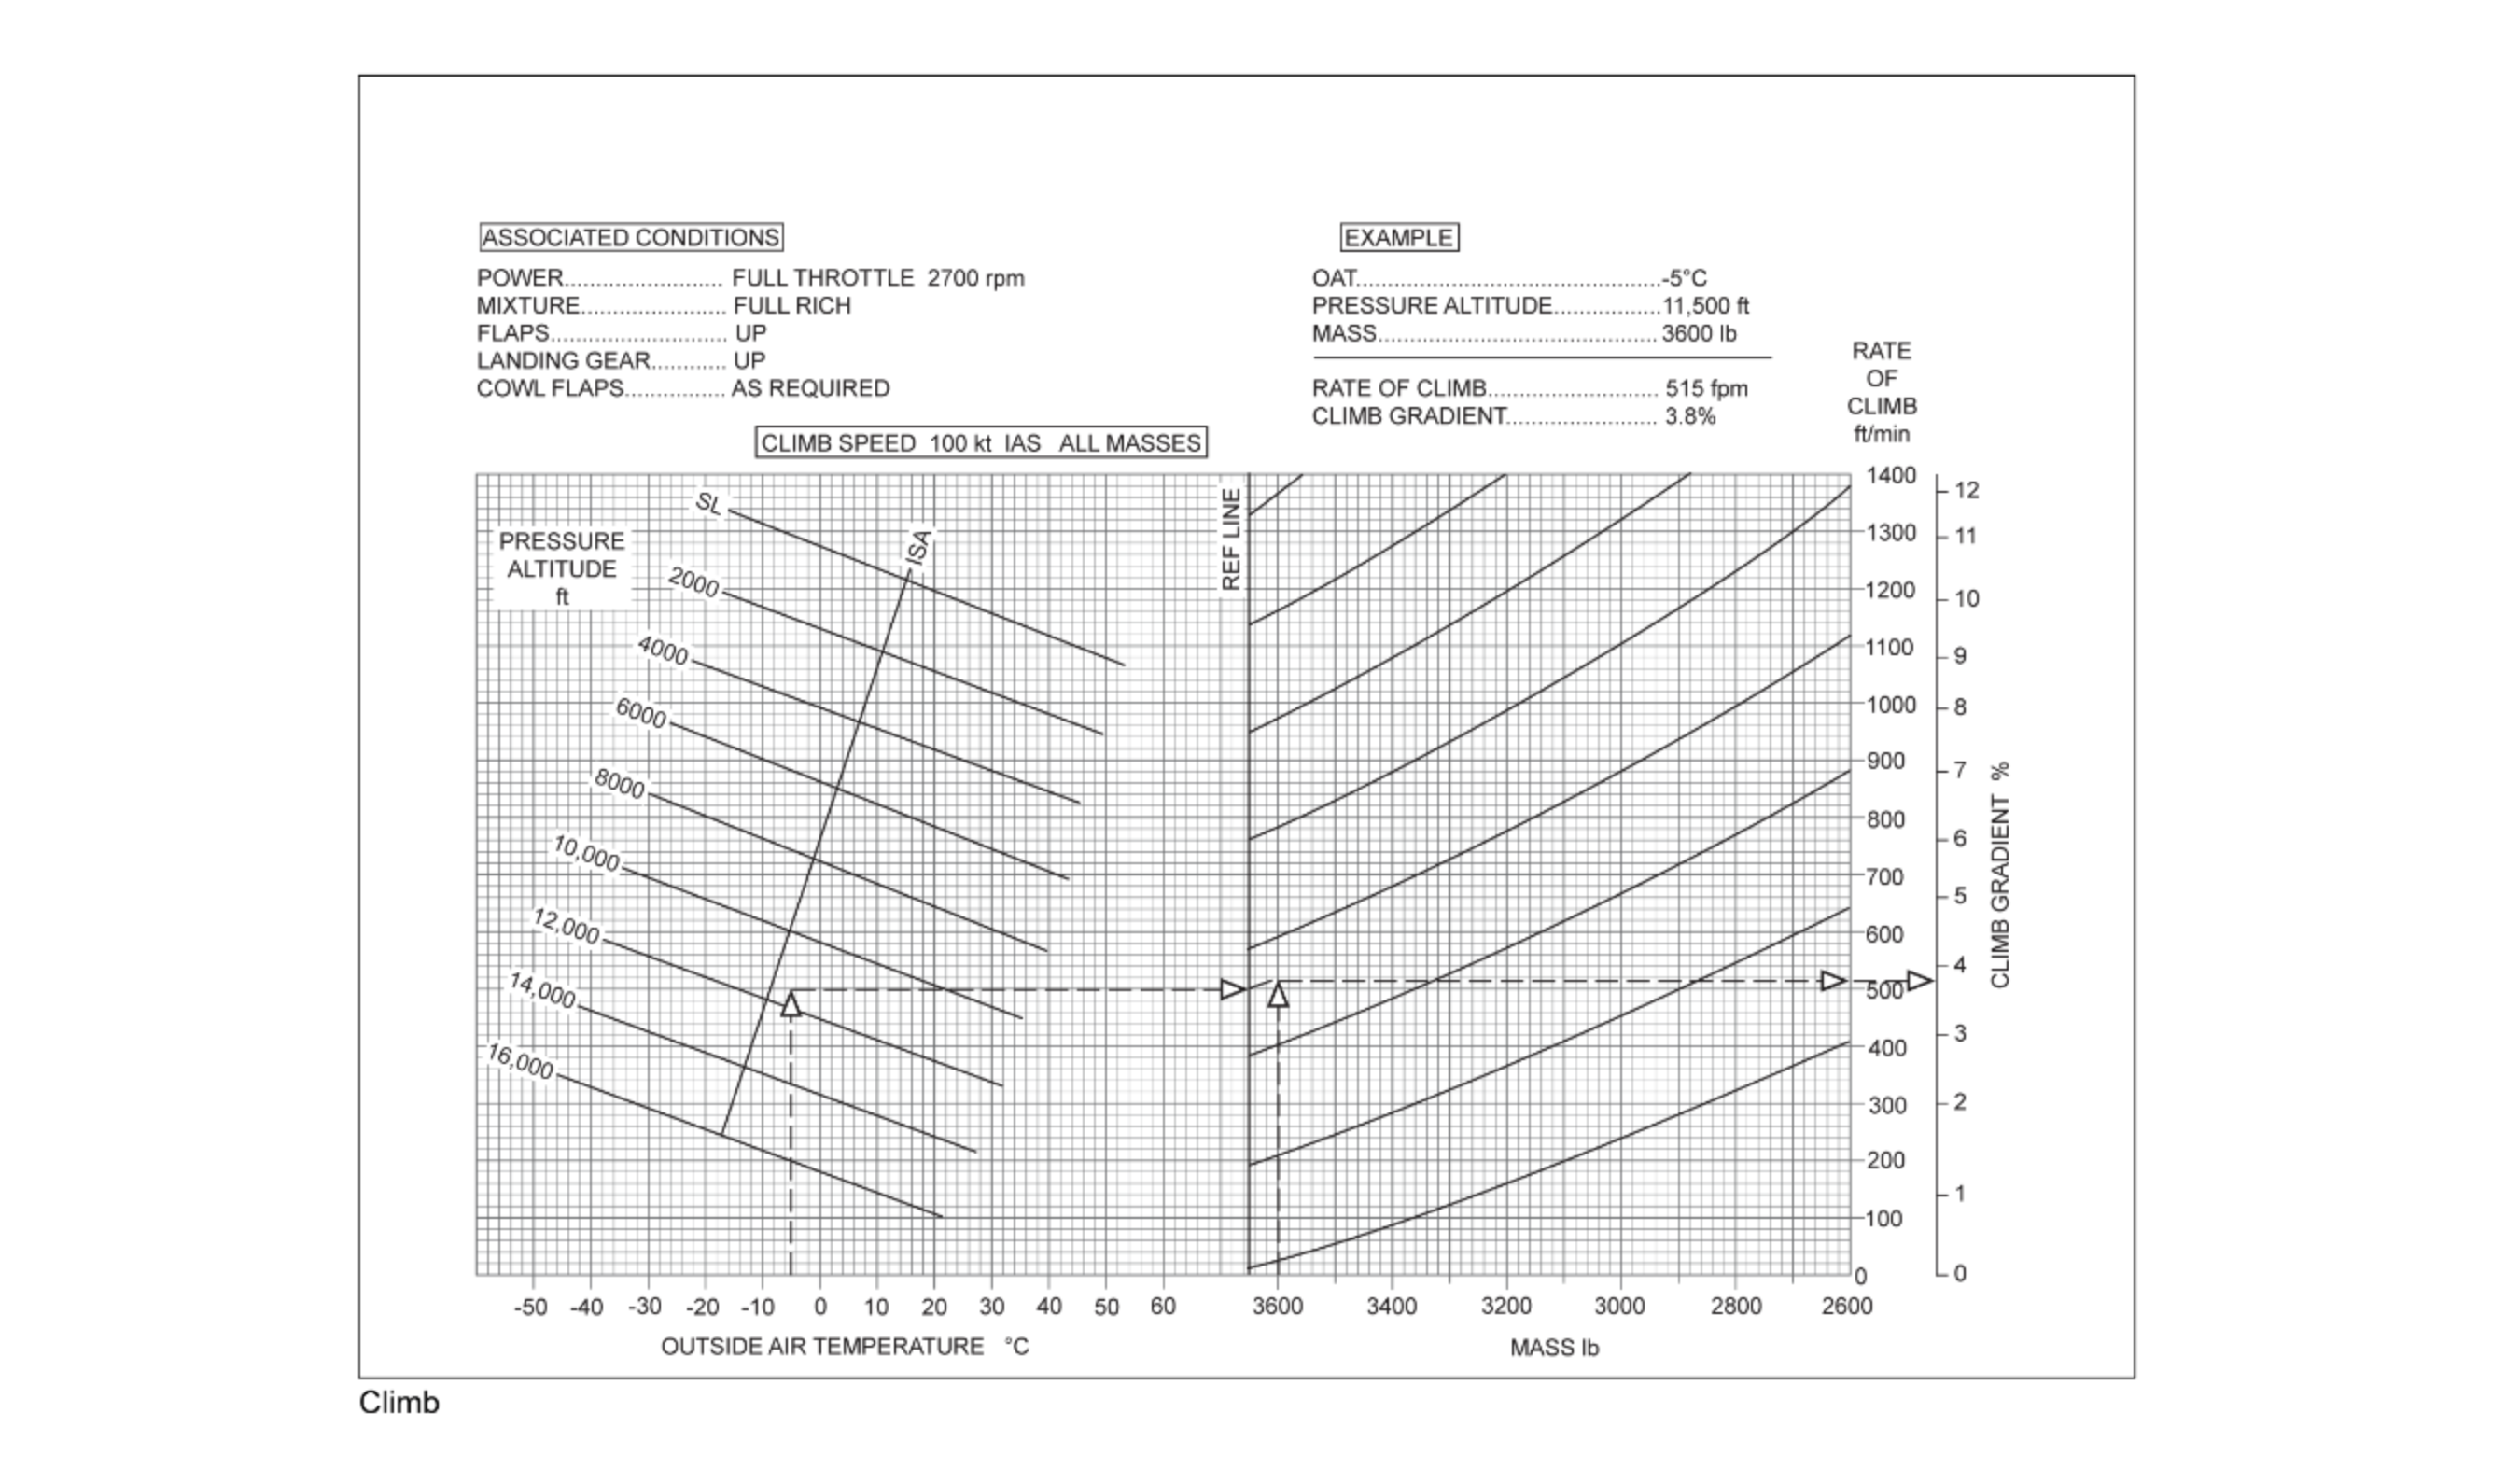 ASSOCIATED CONDITIONS
POWER......................... FULL THROTTLE 2700 rpm
MIXTURE....................... FULL RICH
FLAPS............................ UP
LANDING GEAR............ UP
COWL FLAPS................ AS REQUIRED
EXAMPLE
OAT................................................-5°C
PRESSURE ALTITUDE.................11,500 ft
MASS............................................ 3600 lb
RATE OF CLIMB........................... 515 fpm
CLIMB GRADIENT........................ 3.8%
CLIMB SPEED 100 kt IAS ALL MASSES
RATE
OF
CLIMB
ft/min
PRESSURE
ALTITUDE
ft
SL
2000
4000
6000
8000
10,000
12,000
14,000
16,000
ISA
REF LINE
1400
1300
1200
1100
1000
900
800
700
600
500
400
300
200
100
0
12
11
10
9
8
7
6
5
4
3
2
1
0
CLIMB GRADIENT %
-50 -40 -30 -20 -10 0 10 20 30 40 50 60
3600 3400 3200 3000 2800 2600
OUTSIDE AIR TEMPERATURE °C
MASS lb
Climb